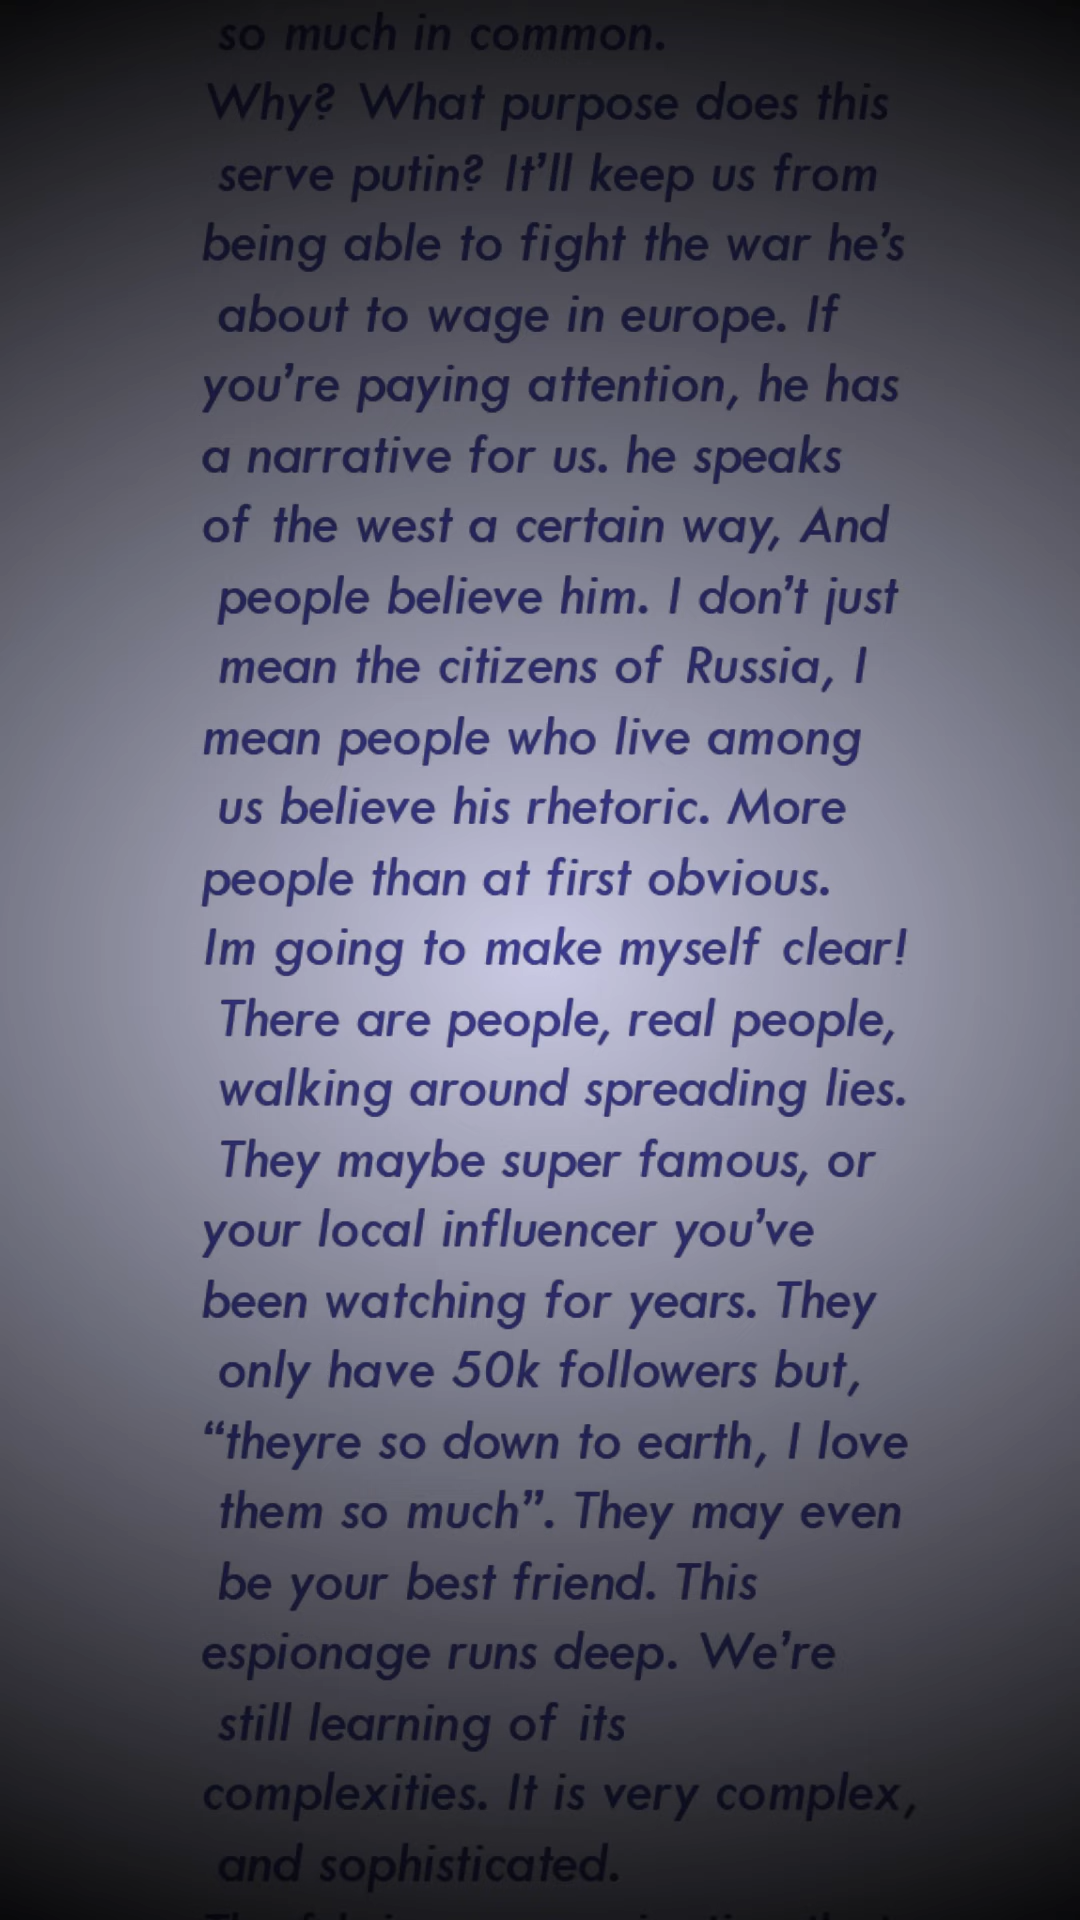 so much in common.
Why? What purpose does this
serve putin? It’ll keep us from
being able to fight the war he’s
about to wage in europe. If
you’re paying attention, he has
a narrative for us. he speaks
of the west a certain way, And
people believe him. I don’t just
mean the citizens of Russia, I
mean people who live among
us believe his rhetoric. More
people than at first obvious.
Im going to make myself clear!
There are people, real people,
walking around spreading lies.
They maybe super famous, or
your local influencer you’ve
been watching for years. They
only have 50k followers but,
“theyre so down to earth, I love
them so much”. They may even
be your best friend. This
espionage runs deep. We’re
still learning of its
complexities. It is very complex,
and sophisticated.